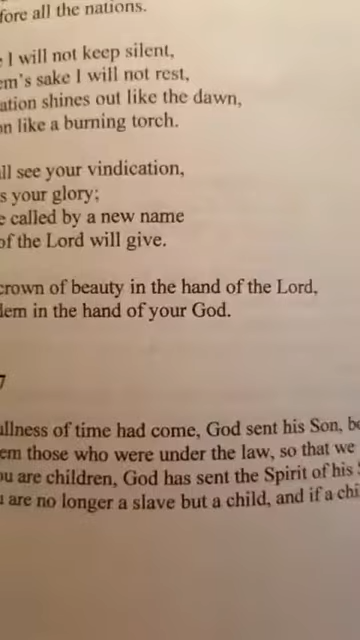 fore all the nations.
I will not keep silent,
em's sake I will not rest,
ation shines out like the dawn,
on like a burning torch.
all see your vindication,
s your glory;
e called by a new name
of the Lord will give.
crown of beauty in the hand of the Lord,
dem in the hand of your God.
7
ullness of time had come, God sent his Son, bo
em those who were under the law, so that we
ou are children, God has sent the Spirit of his
u are no longer a slave but a child, and if a chi